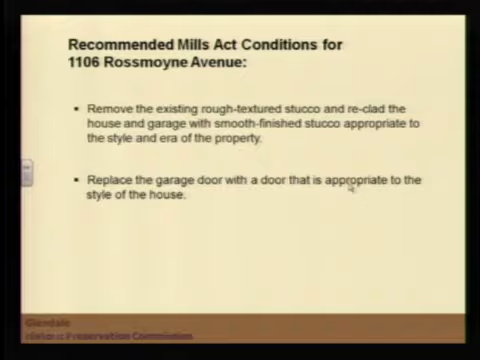 Recommended Mills Act Conditions for
1106 Rossmoyne Avenue:
▪ Remove the existing rough-textured stucco and re-clad the
house and garage with smooth-finished stucco appropriate to
the style and era of the property.
▪ Replace the garage door with a door that is appropriate to the
style of the house.
Glendale
Historic Preservation Commission